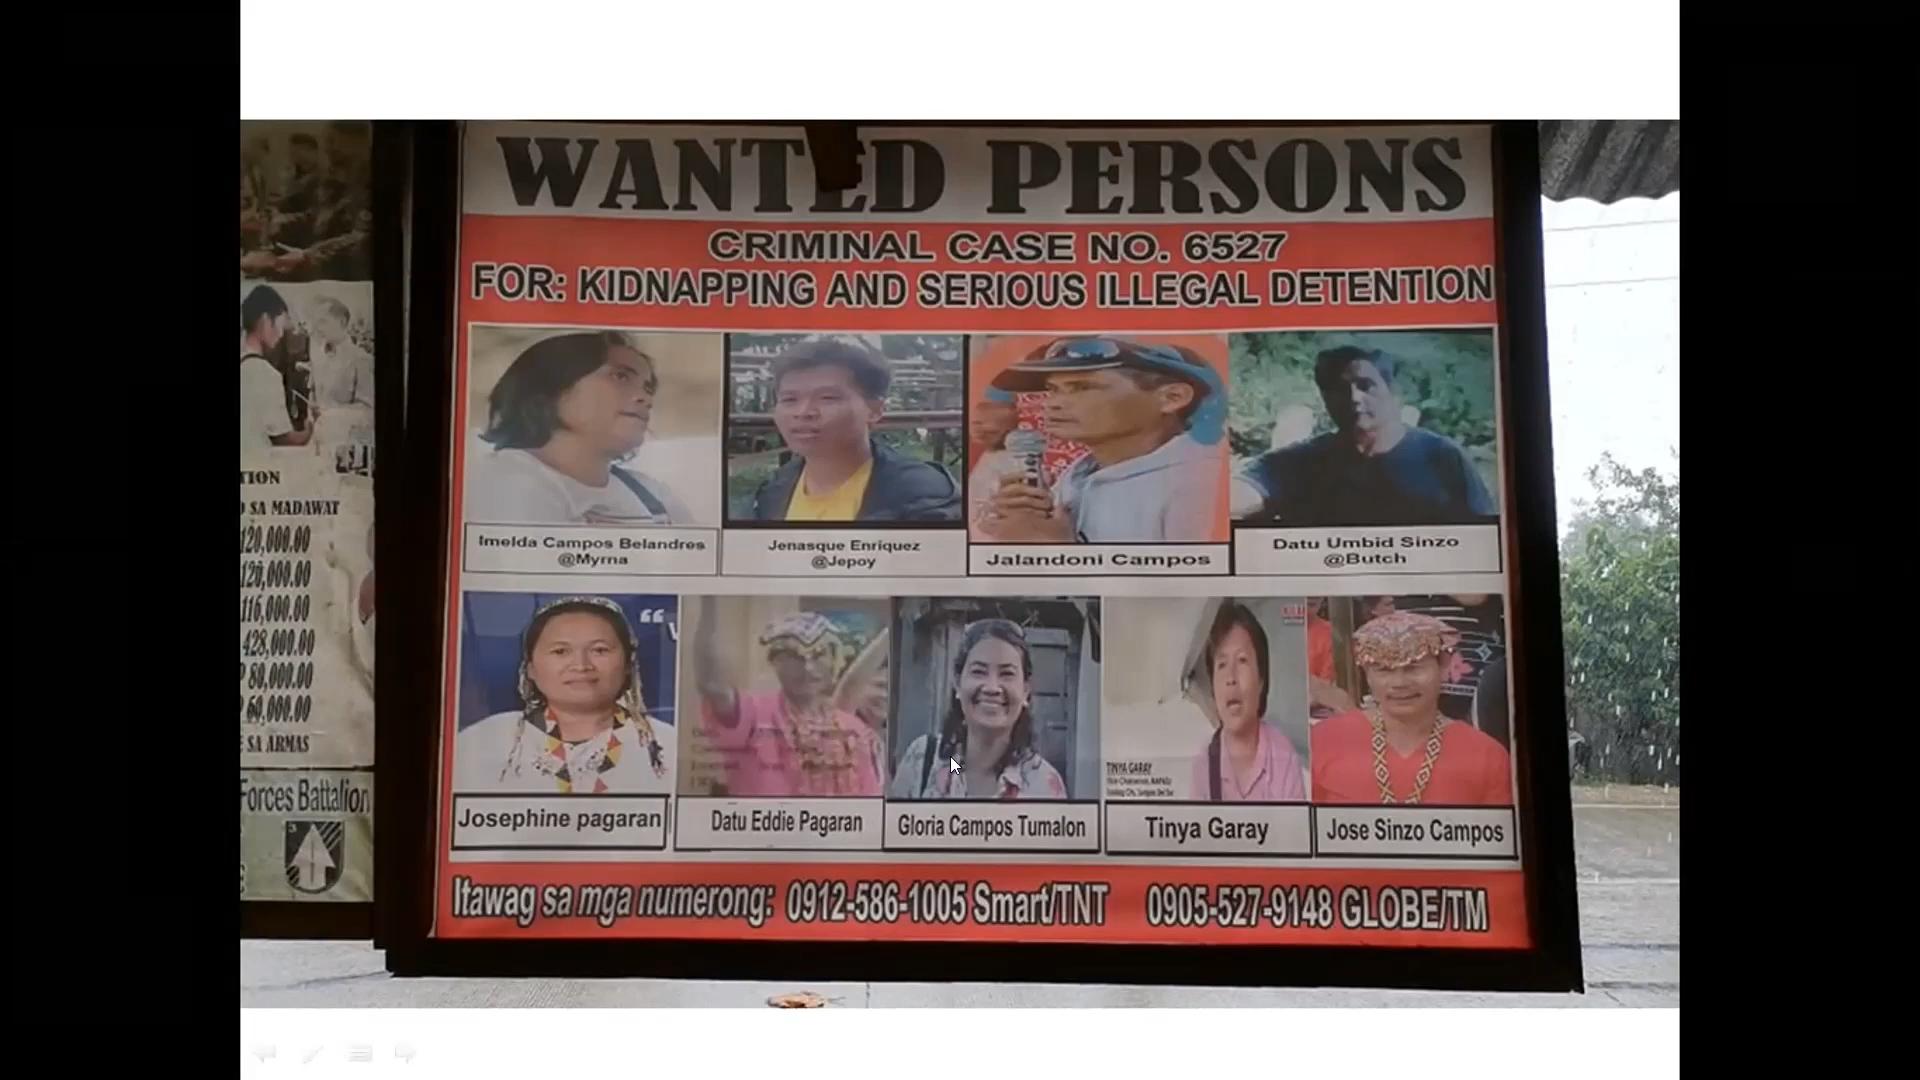 WANTED PERSONS
CRIMINAL CASE NO. 6527
FOR: KIDNAPPING AND SERIOUS ILLEGAL DETENTION
Imelda Campos Belandres
@Myrna
Jenasque Enriquez
@Jepoy
Jalandoni Campos
Datu Umbid Sinzo
@Butch
TINYA GARAY
Josephine pagaran
Datu Eddie Pagaran
Gloria Campos Tumalon
Tinya Garay
Jose Sinzo Campos
Itawag sa mga numerong: 0912-586-1005 Smart/TNT 0905-527-9148 GLOBE/TM
TION
SA MADAWAT
120,000.00
120,000.00
116,000.00
428,000.00
P 80,000.00
P 60,000.00
SA ARMAS
Forces Battalion